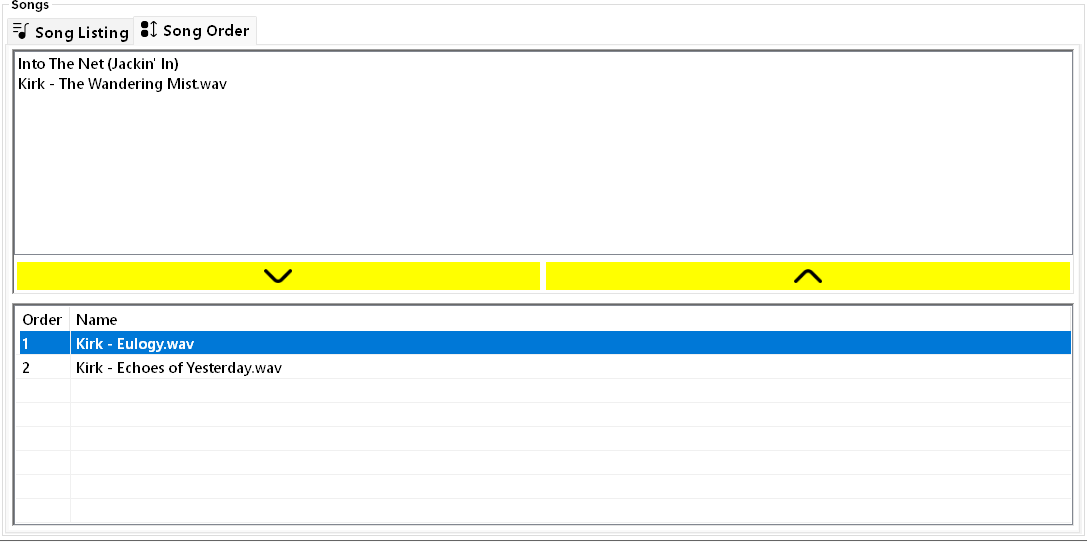 Songs
Song Listing
Song Order
Into The Net (Jackin' In)
Kirk - The Wandering Mist.wav
Order Name
1 Kirk - Eulogy.wav
2 Kirk - Echoes of Yesterday.wav